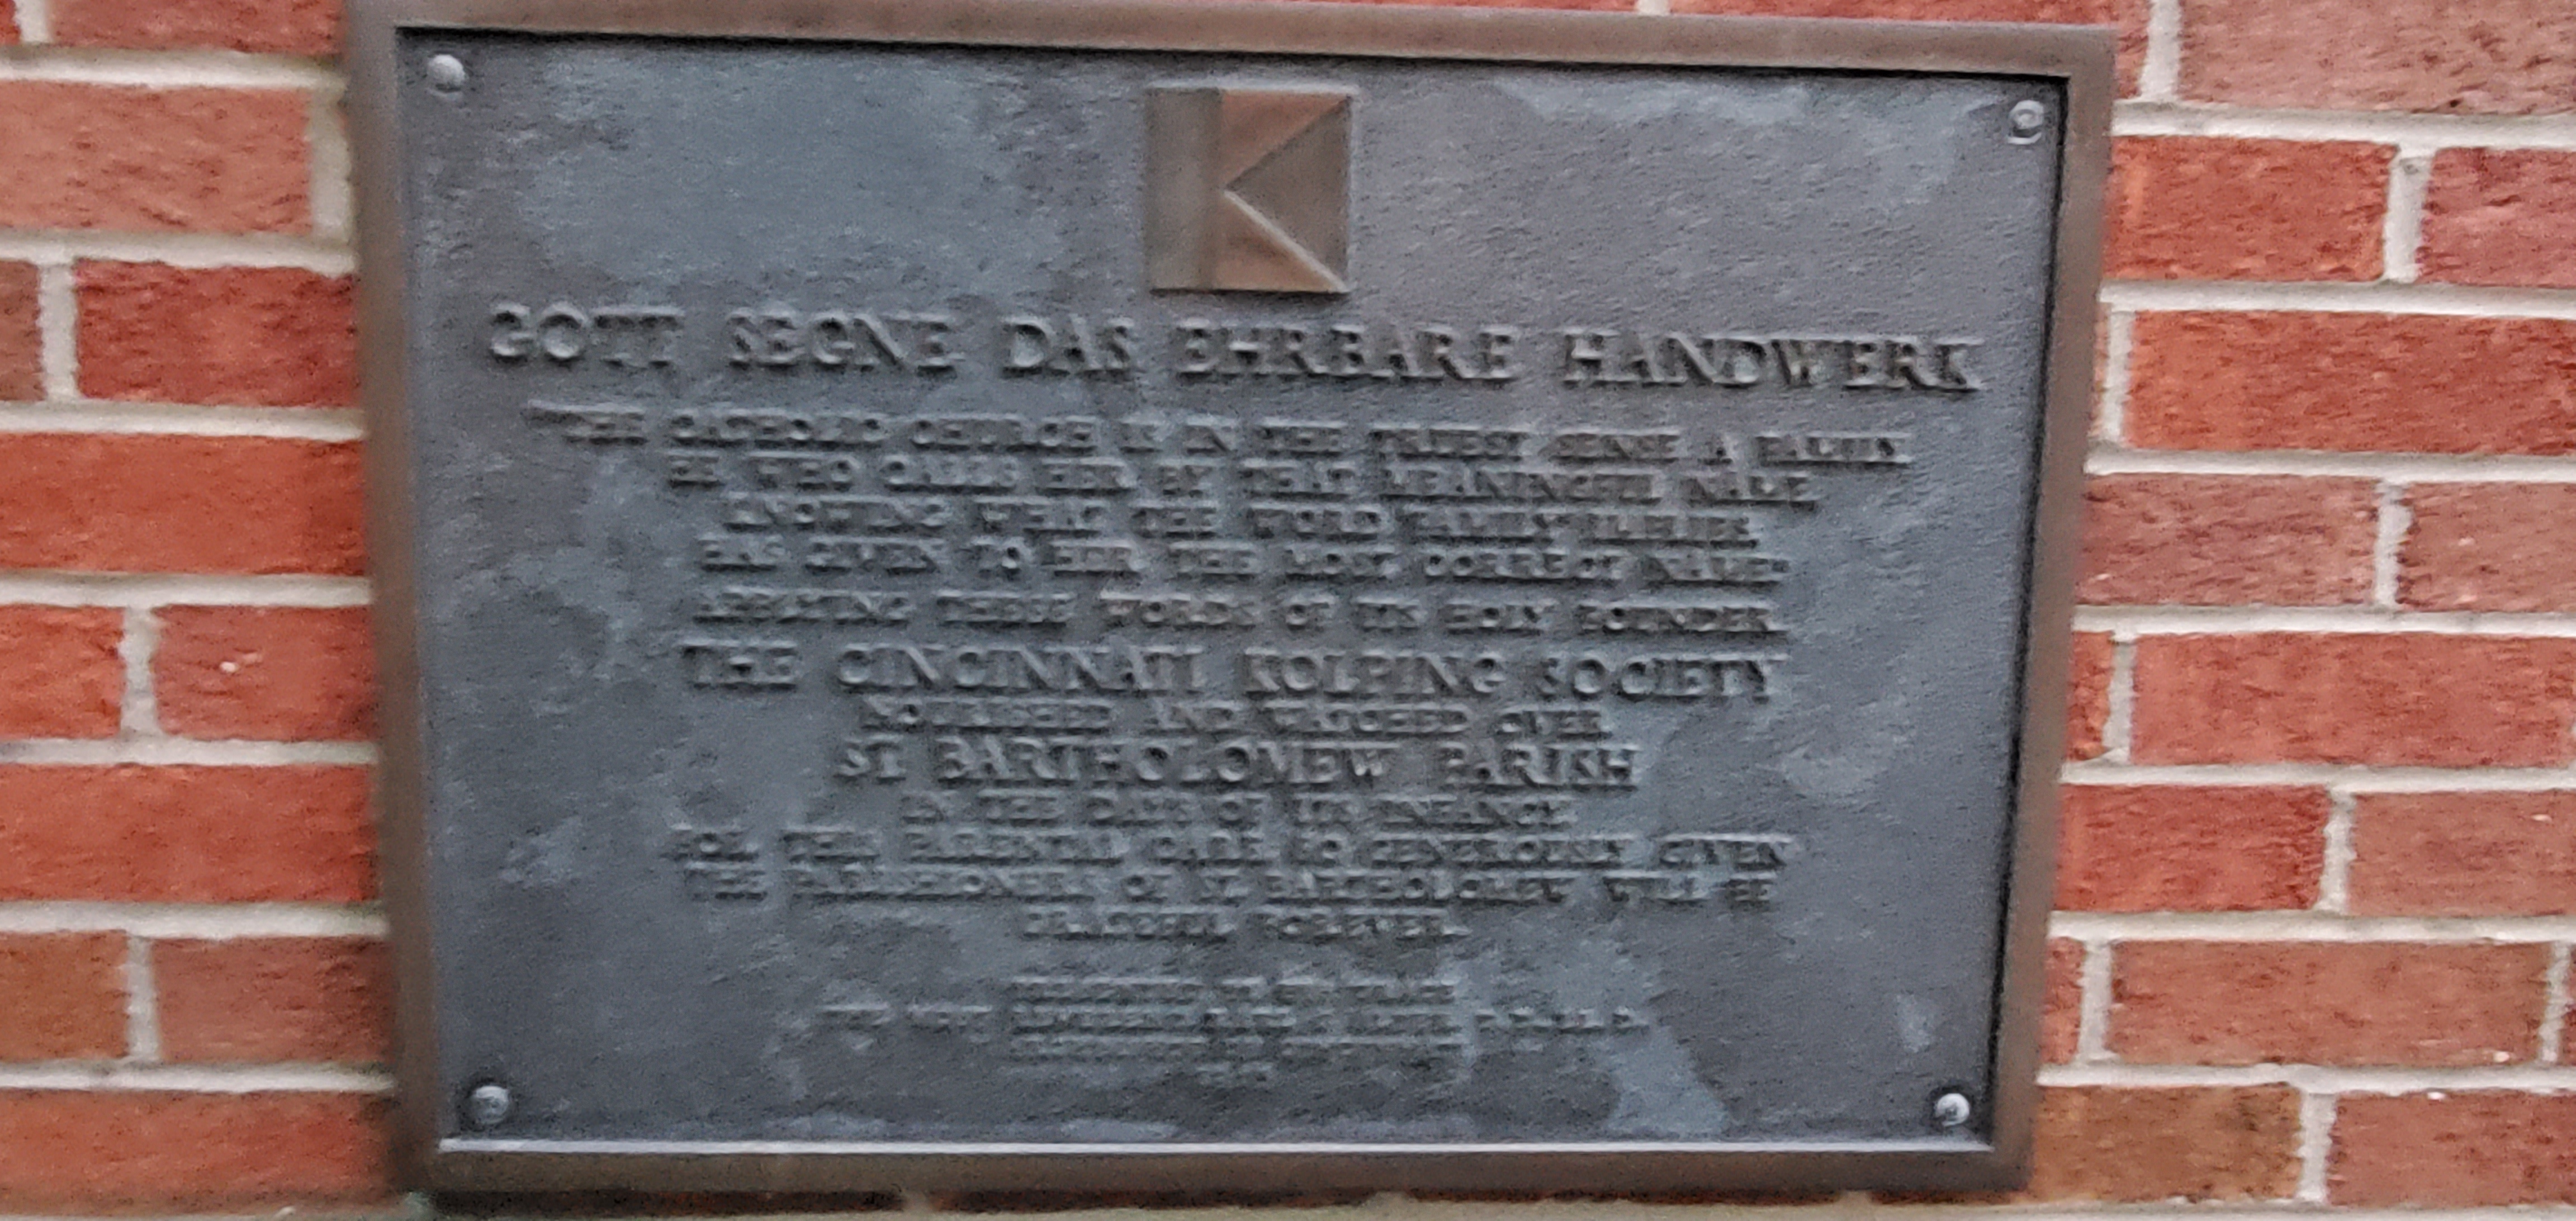 K
GOTT SEGNE DAS EHRBARE HANDWERK
"THE CATHOLIC CHURCH IS IN THE TRUEST SENSE A FAMILY.
HE WHO CALLS HER BY THAT MEANINGFUL NAME
KNOWING WHAT THE WORD 'FAMILY' IMPLIES,
HAS GIVEN TO HER THE MOST CORRECT NAME"
APPLYING THESE WORDS OF ITS HOLY FOUNDER,
THE CINCINNATI KOLPING SOCIETY
NOURISHED AND WATCHED OVER
ST BARTHOLOMEW PARISH
IN THE DAYS OF ITS INFANCY.
FOR THIS PARENTAL CARE SO GENEROUSLY GIVEN
THE PARISHIONERS OF ST BARTHOLOMEW WILL BE
GRATEFUL FOREVER.